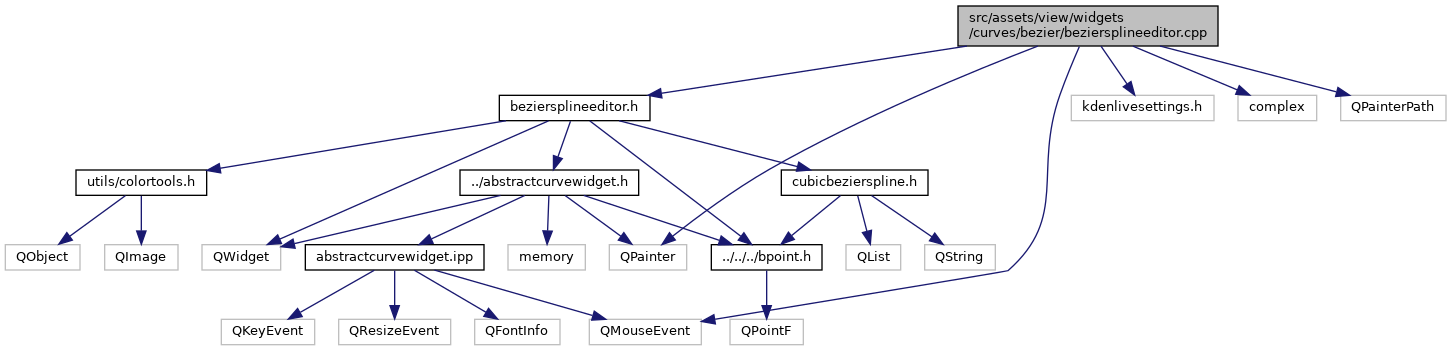 src/assets/view/widgets
/curves/bezier/beziersplineeditor.cpp
beziersplineeditor.h
kdenlivesettings.h
complex
QPainterPath
utils/colortools.h
../abstractcurvewidget.h
cubicbezierspline.h
QObject
QImage
QWidget
abstractcurvewidget.ipp
memory
QPainter
../../../bpoint.h
QList
QString
QKeyEvent
QResizeEvent
QFontInfo
QMouseEvent
QPointF